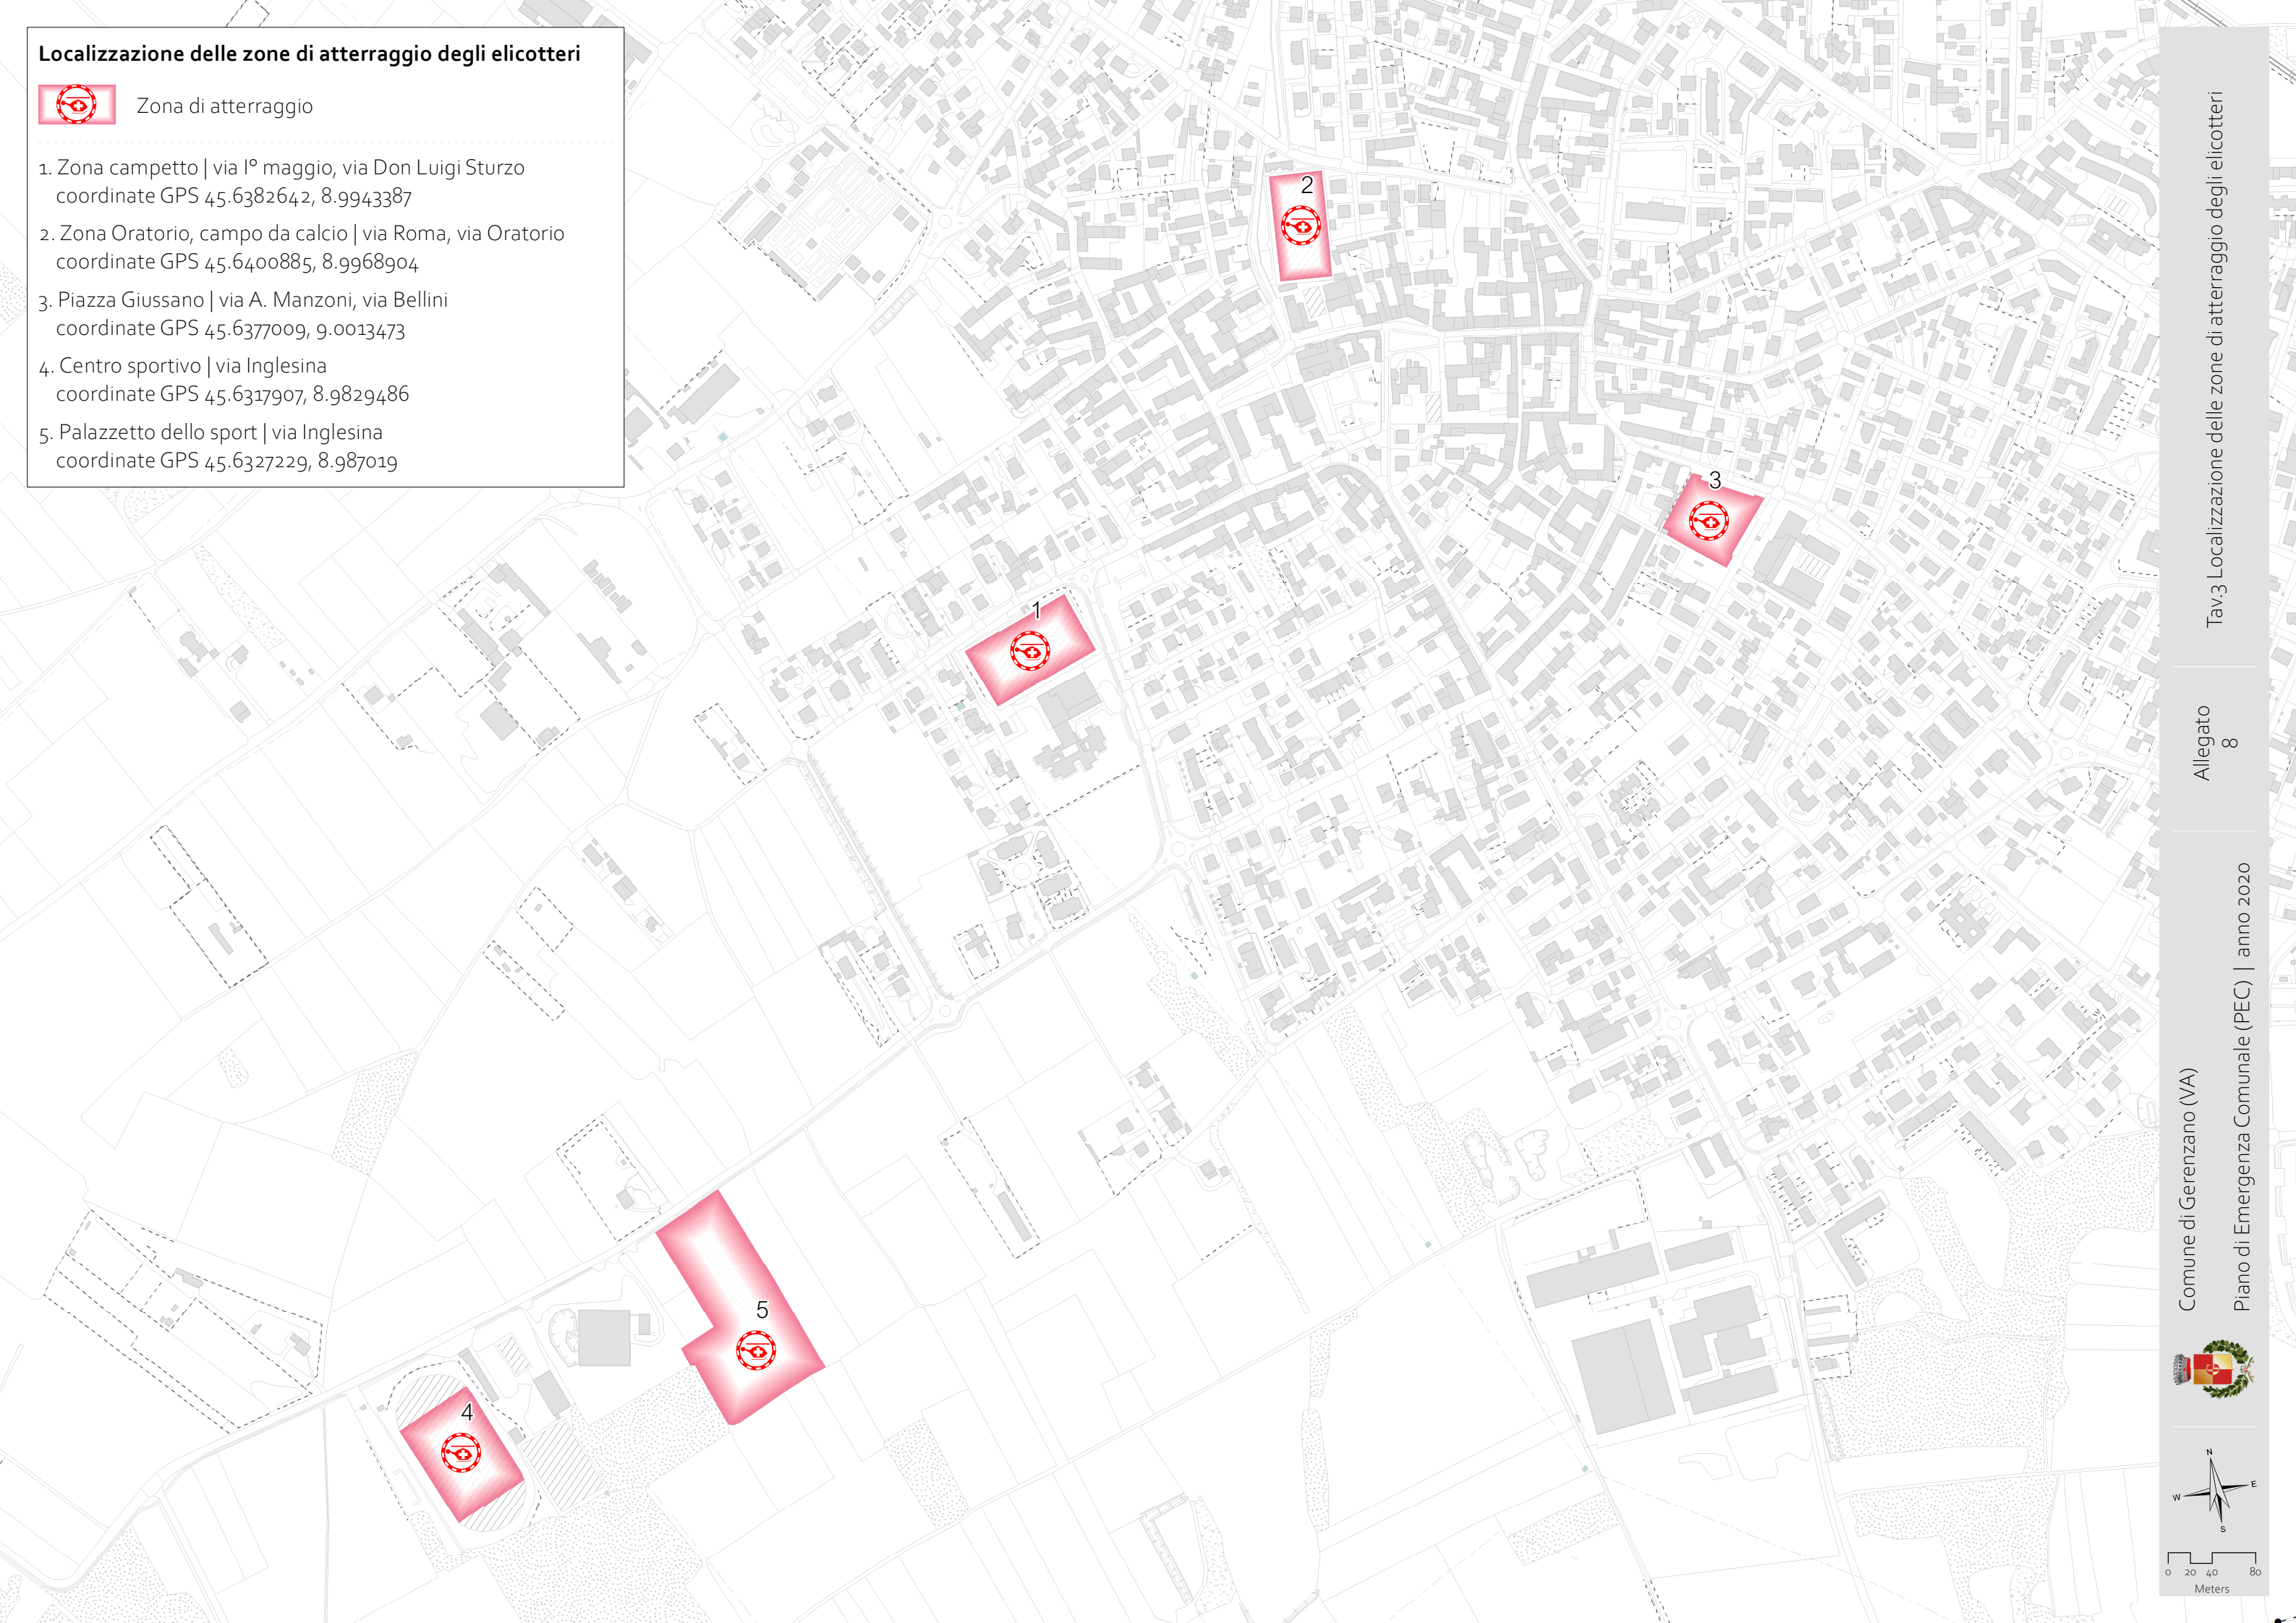 Localizzazione delle zone di atterraggio degli elicotteri
Zona di atterraggio
1. Zona campetto | via I° maggio, via Don Luigi Sturzo
coordinate GPS 45.6382642, 8.9943387
2. Zona Oratorio, campo da calcio | via Roma, via Oratorio
coordinate GPS 45.6400885, 8.9968904
3. Piazza Giussano | via A. Manzoni, via Bellini
coordinate GPS 45.6377009, 9.0013473
4. Centro sportivo | via Inglesina
coordinate GPS 45.6317907, 8.9829486
5. Palazzetto dello sport | via Inglesina
coordinate GPS 45.6327229, 8.987019
2
3
1
5
4
Tav.3 Localizzazione delle zone di atterraggio degli elicotteri
Allegato
8
Comune di Gerenzano (VA)
Piano di Emergenza Comunale (PEC) | anno 2020
N
W
E
S
0 20 40 80
Meters